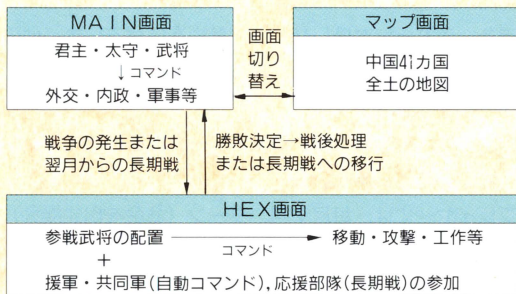 MAIN画面
君主・太守・武将
↓コマンド
外交・内政・軍事等
画面
切り
替え
マップ画面
中国41カ国
全土の地図
戦争の発生または
翌月からの長期戦
勝敗決定→戦後処理
または長期戦への移行
HEX画面
参戦武将の配置
コマンド
移動・攻撃・工作等
+
援軍・共同軍(自動コマンド),応援部隊(長期戦)の参加